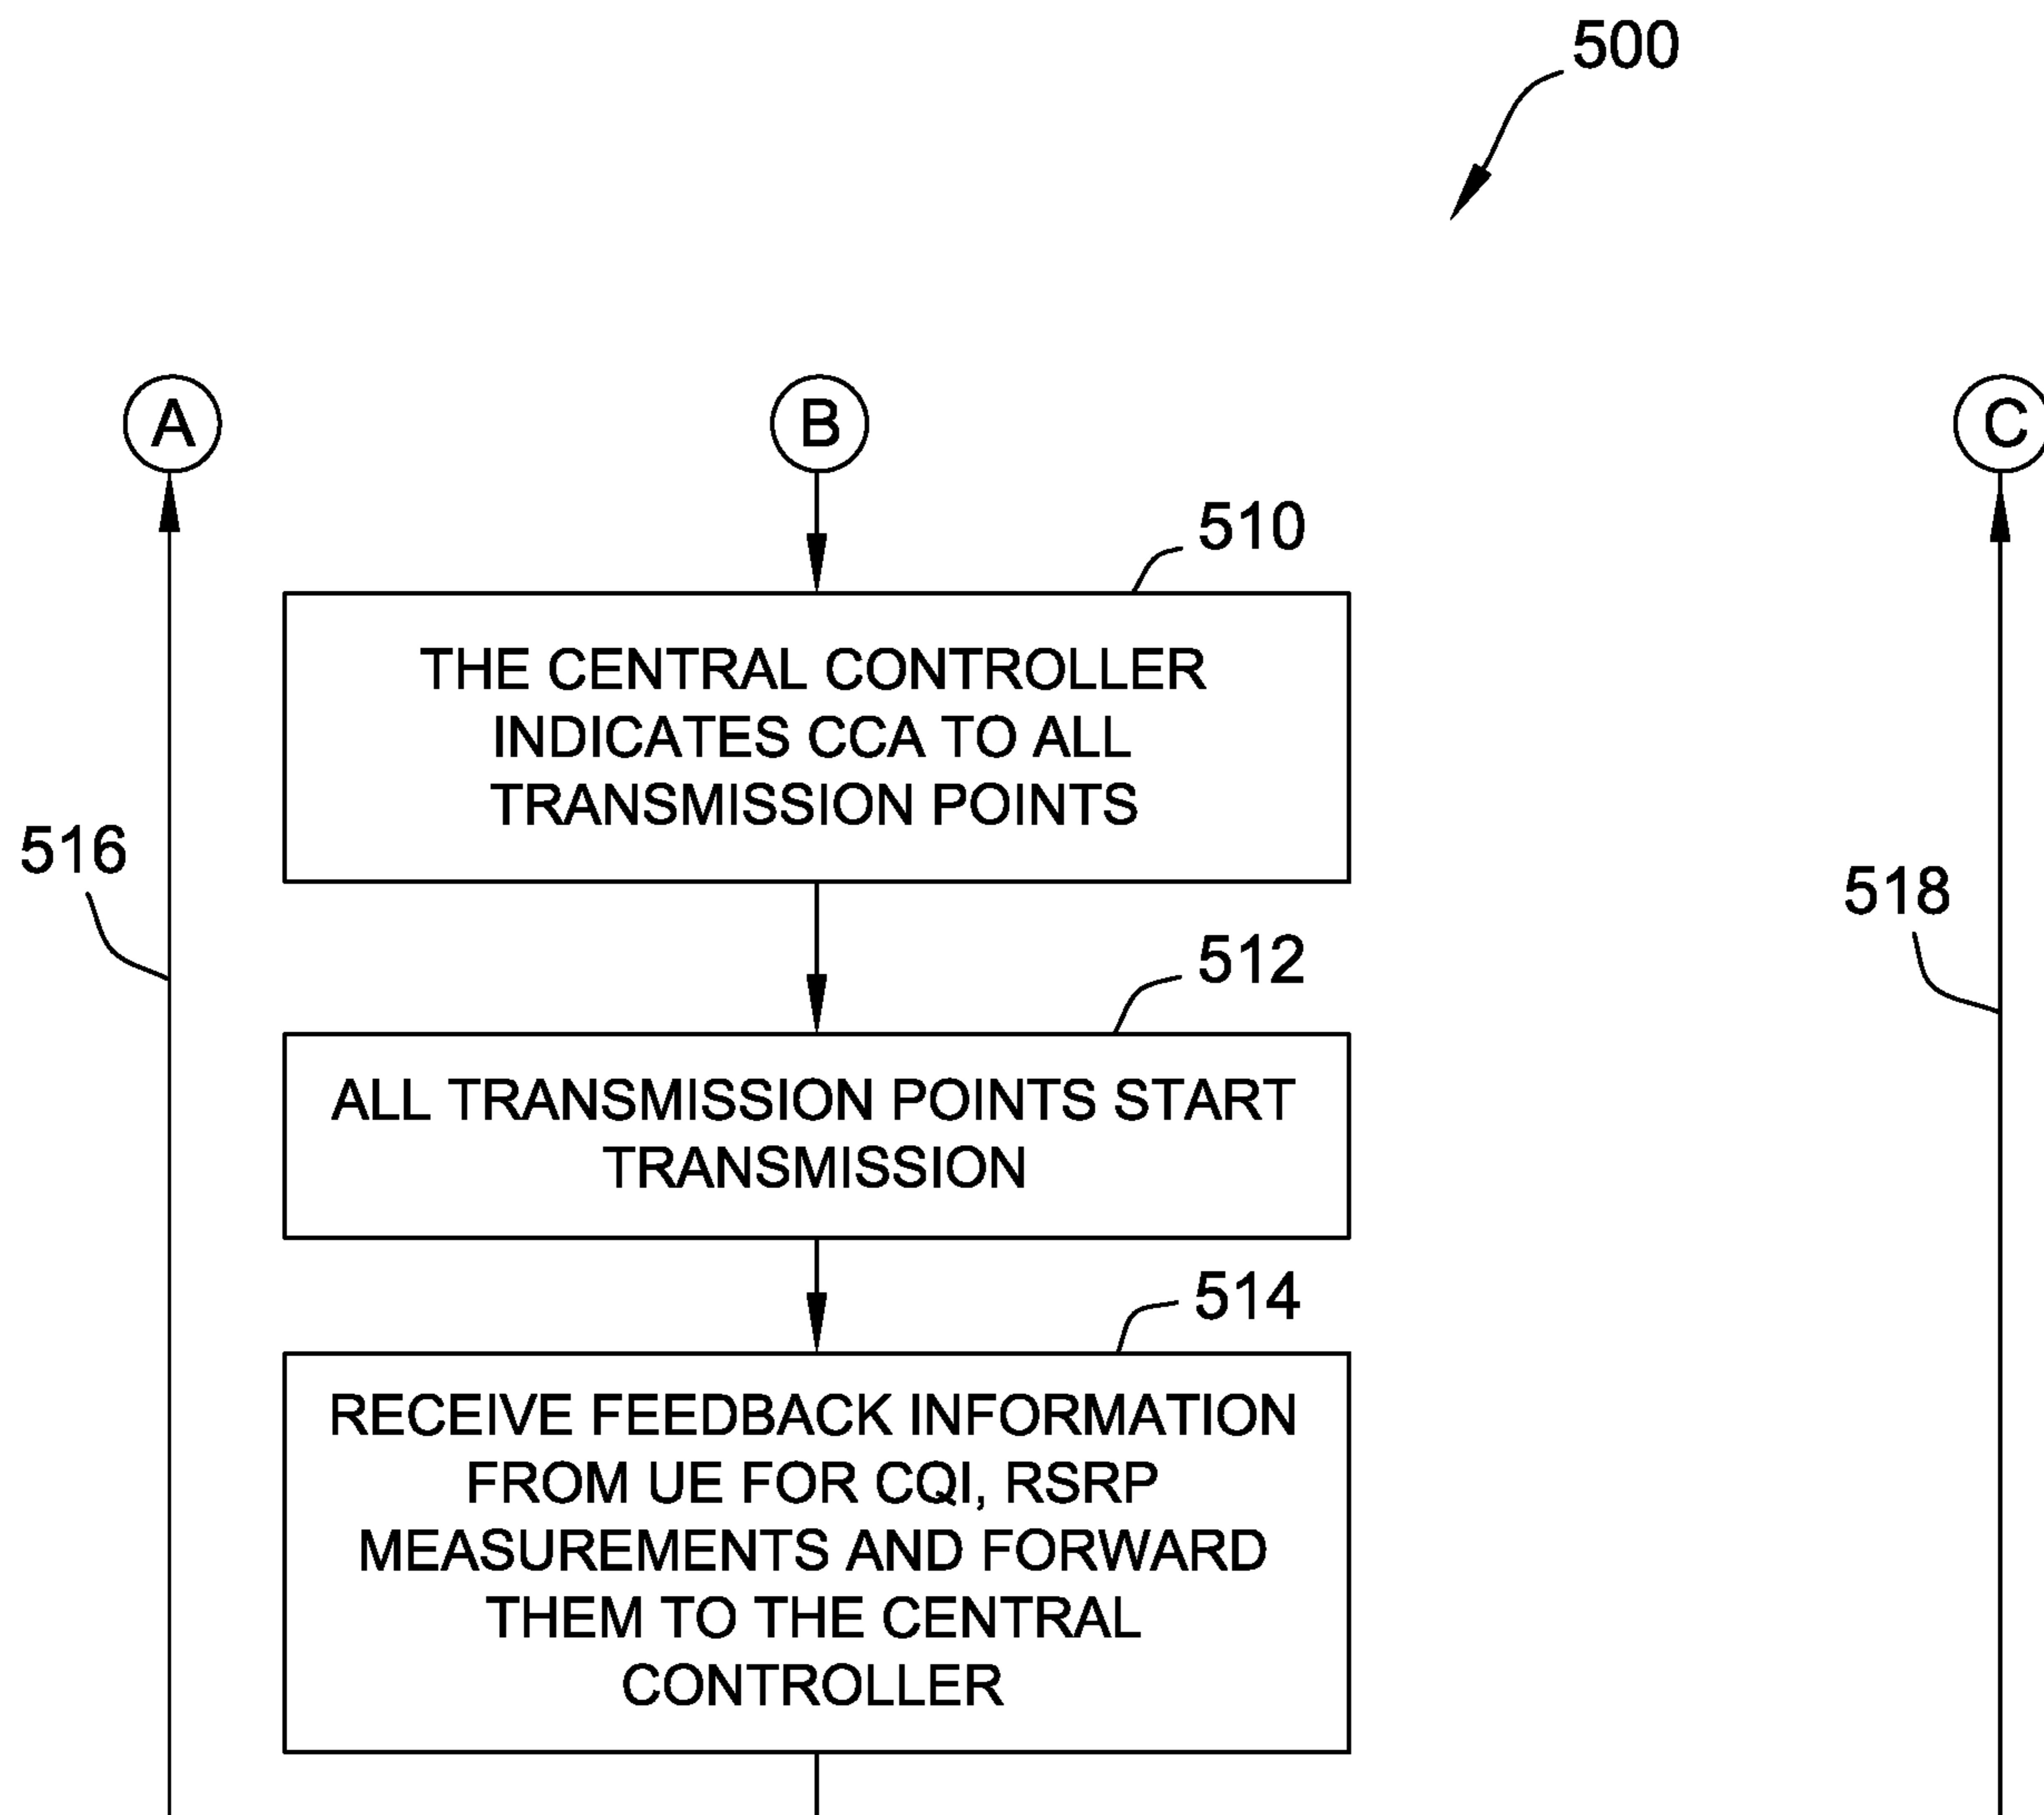 500
A
B
C
510
THE CENTRAL CONTROLLER
INDICATES CCA TO ALL
TRANSMISSION POINTS
516
518
512
ALL TRANSMISSION POINTS START
TRANSMISSION
514
RECEIVE FEEDBACK INFORMATION
FROM UE FOR CQI, RSRP
MEASUREMENTS AND FORWARD
THEM TO THE CENTRAL
CONTROLLER